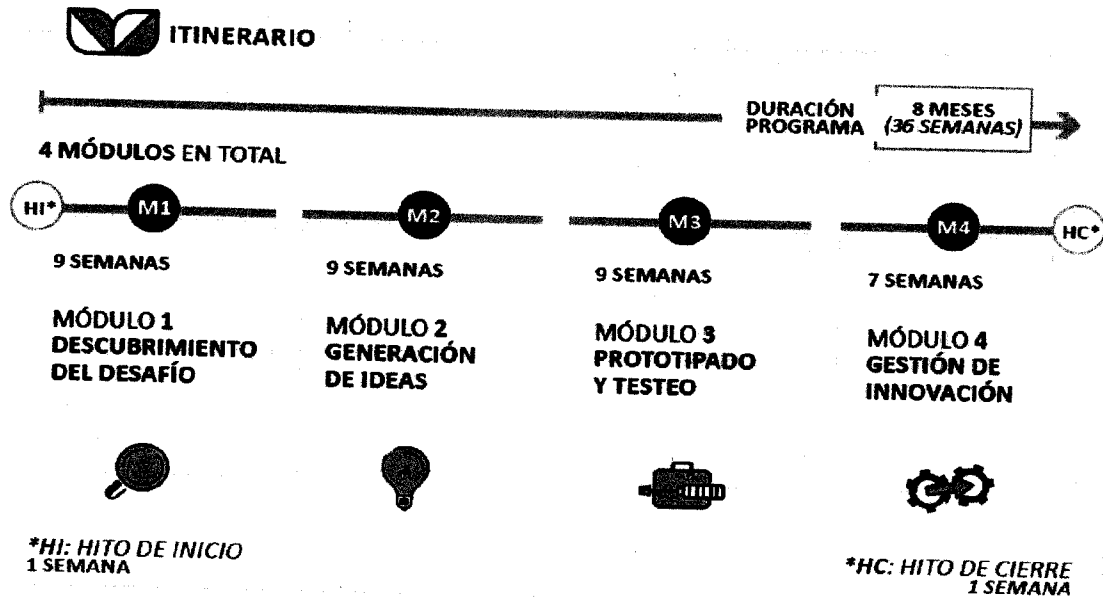 ITINERARIO
DURACIÓN
PROGRAMA
8 MESES
(36 SEMANAS)
4 MÓDULOS EN TOTAL
HI*
M1
M2
M3
M4
HC*
9 SEMANAS
9 SEMANAS
9 SEMANAS
7 SEMANAS
MÓDULO 1
DESCUBRIMIENTO
DEL DESAFÍO
MÓDULO 2
GENERACIÓN
DE IDEAS
MÓDULO 3
PROTOTIPADO
Y TESTEO
MÓDULO 4
GESTIÓN DE
INNOVACIÓN
*HI: HITO DE INICIO
1 SEMANA
*HC: HITO DE CIERRE
1 SEMANA